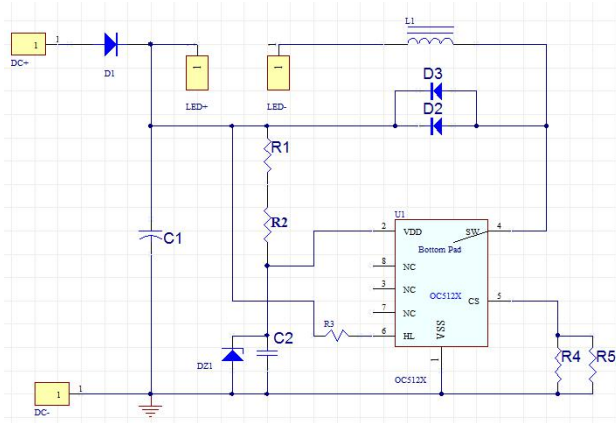 L1
1
1
DC+
D1
1
LED+
1
LED-
D3
D2
R1
R2
C1
U1
2
VDD
SW
4
Bottom Pad
8
NC
3
NC
OC512X
CS
5
7
NC
R3
6
HL
VSS
C2
DZ1
1
R4
R5
OC512X
1
1
DC-